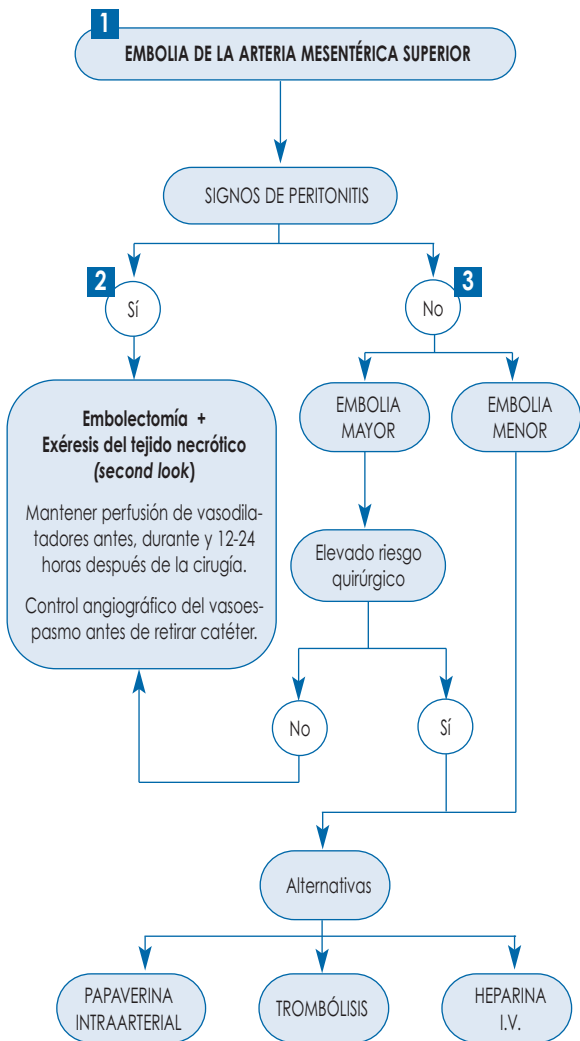 1
EMBOLIA DE LA ARTERIA MESENTÉRICA SUPERIOR
SIGNOS DE PERITONITIS
2
Sí
3
No
Embolectomía +
Exéresis del tejido necrótico
(second look)
Mantener perfusión de vasodila-
tadores antes, durante y 12-24
horas después de la cirugía.
Control angiográfico del vasoes-
pasmo antes de retirar catéter.
EMBOLIA
MAYOR
EMBOLIA
MENOR
Elevado riesgo
quirúrgico
No
Sí
Alternativas
PAPAVERINA
INTRAARTERIAL
TROMBÓLISIS
HEPARINA
I.V.